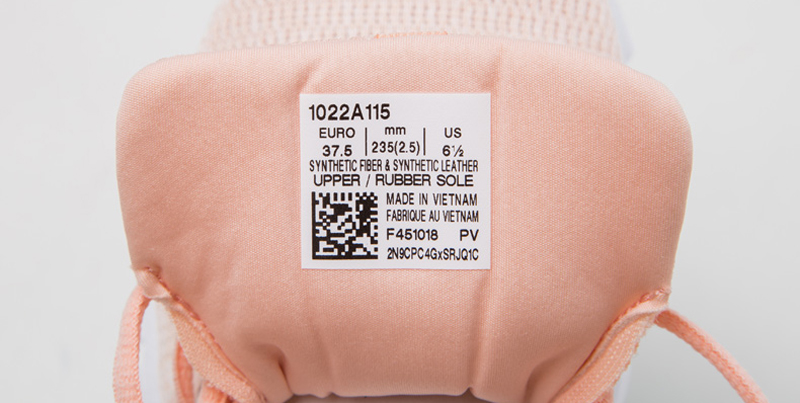 1022A115
EURO mm US
37.5 235(2.5) 6½
SYNTHETIC FIBER & SYNTHETIC LEATHER
UPPER / RUBBER SOLE
MADE IN VIETNAM
FABRIQUE AU VIETNAM
F451018 PV
2N9CPC4GxSRJQ1C